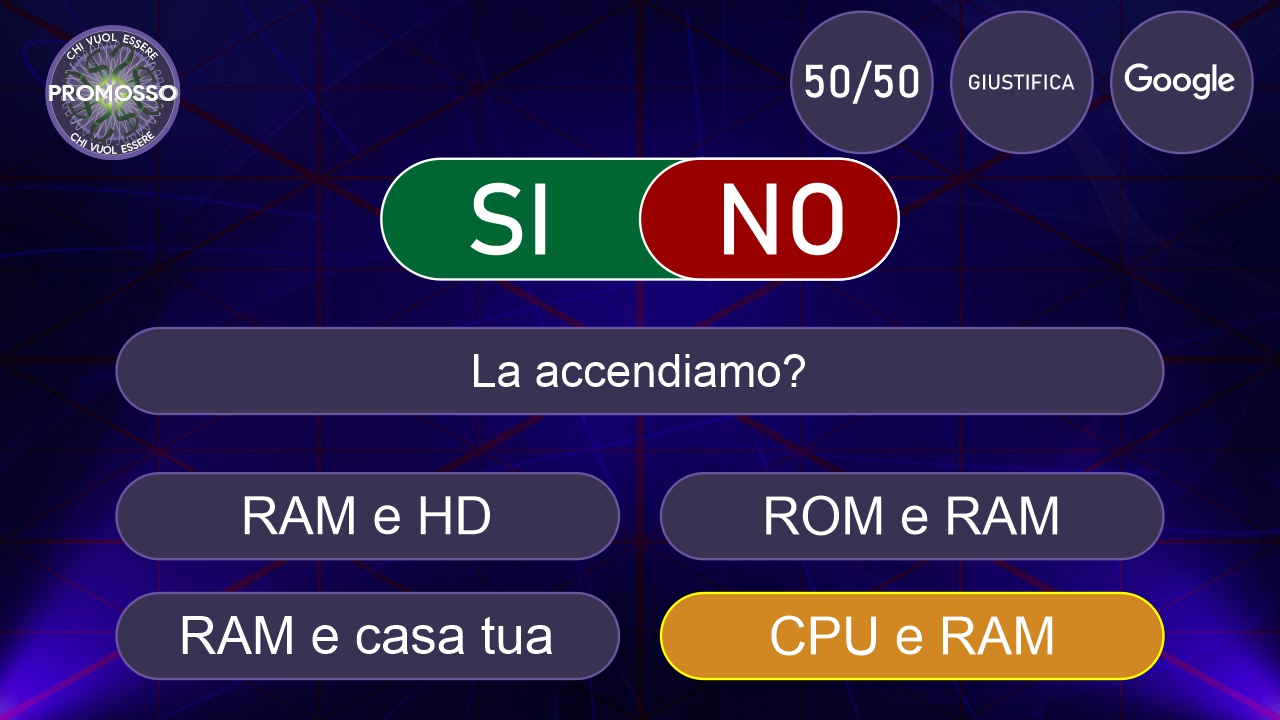 CHI VUOL ESSERE
PROMOSSO
CHI VUOL ESSERE
50/50
GIUSTIFICA
Google
SI
NO
La accendiamo?
RAM e HD
ROM e RAM
RAM e casa tua
CPU e RAM